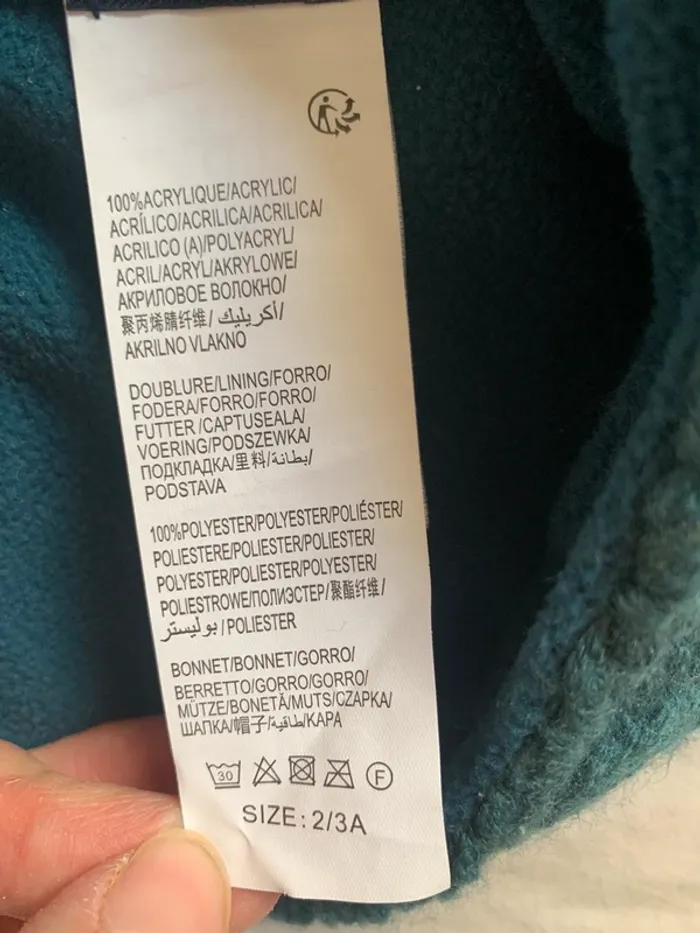 100%ACRYLIQUE/ACRYLIC/
ACRÍLICO/ACRILICA/ACRILICA/
ACRILICO (A)/POLYACRYL/
ACRIL/ACRYL/AKRYLOWE/
АКРИЛОВОЕ ВОЛОКНО/
聚丙烯腈纤维/أكريليك/
AKRILNO VLAKNO
DOUBLURE/LINING/FORRO/
FODERA/FORRO/FORRO/
FUTTER /CAPTUSEALA/
VOERING/PODSZEWKA/
ПОДКЛАДКА/里料/بطانة/
PODSTAVA
100%POLYESTER/POLYESTER/POLIÉSTER/
POLIESTERE/POLIESTER/POLIESTER/
POLYESTER/POLIESTER/POLYESTER/
POLIESTROWE/ПОЛИЭСТЕР/聚酯纤维/
بوليستر/POLIESTER
BONNET/BONNET/GORRO/
BERRETTO/GORRO/GORRO/
MÜTZE/BONETĂ/MUTS/CZAPKA/
ШАПКА/帽子/طاقية/KAPA
30 F
SIZE:2/3A